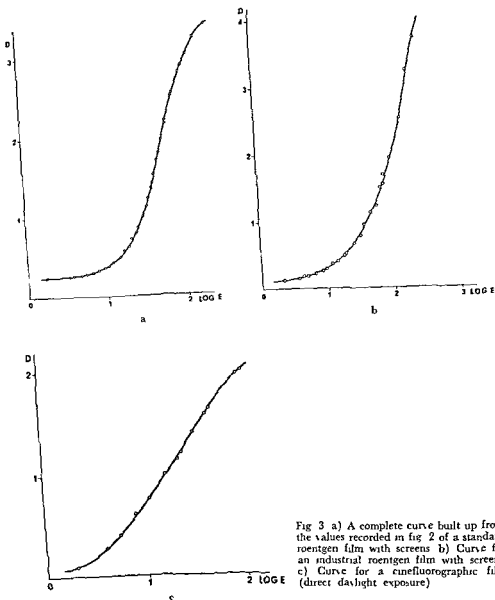 D
3
2
1
0
1
2 LOG E
a
D
4
3
2
1
0
1
2
3 LOG E
b
D
2
1
0
1
2 LOG E
c
Fig 3 a) A complete curve built up fro
the values recorded in fig 2 of a standa
roentgen film with screens b) Curve f
an industrial roentgen film with scree
c) Curve for a cinefluorographic fil
(direct daylight exposure)